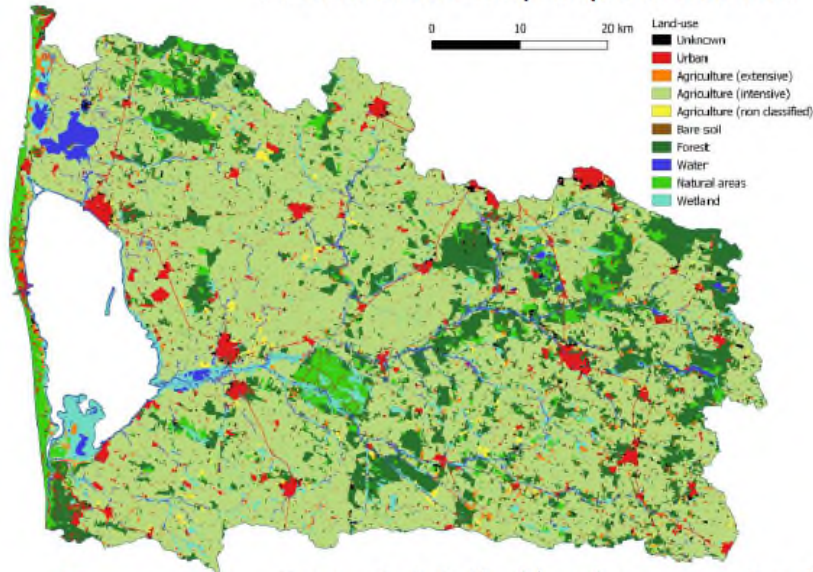 0 10 20 km
Land-use
Unknown
Urban
Agriculture (extensive)
Agriculture (intensive)
Agriculture (non classified)
Bare soil
Forest
Water
Natural areas
Wetland